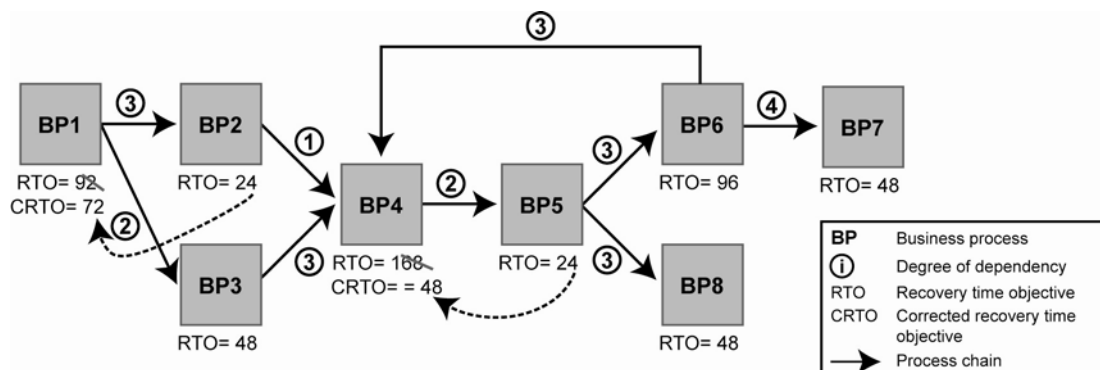 ③
BP1
③
BP2
RTO= 92
CRTO= 72
RTO= 24
②
①
BP3
RTO= 48
③
BP4
RTO= 168
CRTO= = 48
②
BP5
RTO= 24
③
③
BP6
RTO= 96
④
BP7
RTO= 48
BP8
RTO= 48
BP Business process
ⓘ Degree of dependency
RTO Recovery time objective
CRTO Corrected recovery time
objective
Process chain